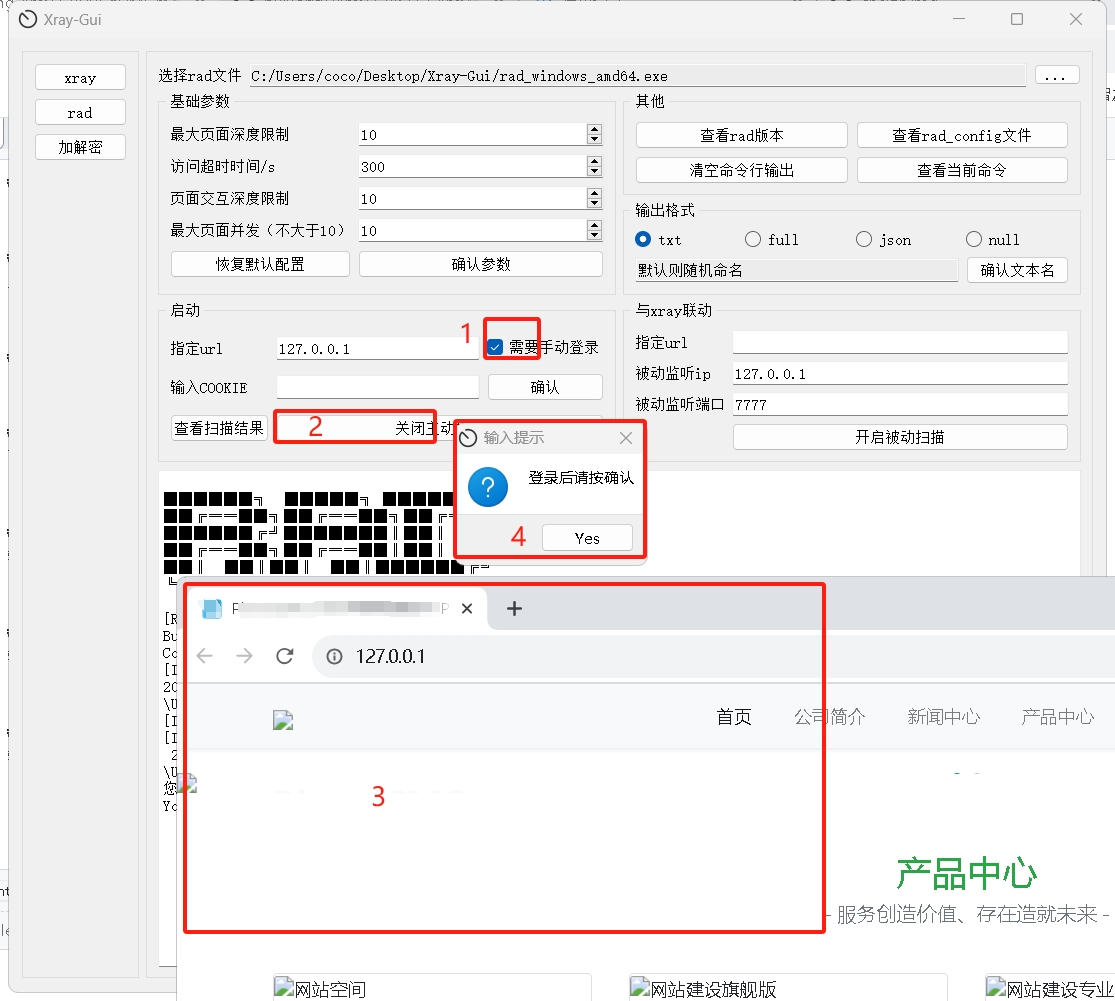 Xray-Gui
xray
rad
加解密
选择rad文件 C:/Users/coco/Desktop/Xray-Gui/rad_windows_amd64.exe ...
基础参数
最大页面深度限制 10
访问超时时间/s 300
页面交互深度限制 10
最大页面并发（不大于10） 10
恢复默认配置 确认参数
其他
查看rad版本 查看rad_config文件
清空命令行输出 查看当前命令
输出格式
txt full json null
默认则随机命名 确认文本名
启动
指定url 127.0.0.1 1 需要手动登录
输入COOKIE 确认
查看扫描结果 2 关闭主动
与xray联动
指定url
被动监听ip 127.0.0.1
被动监听端口 7777
开启被动扫描
输入提示
?
登录后请按确认
4 Yes
[R
Bu
Co
[I
20
\U
[I
[I
2
\U
您
Yo
127.0.0.1
首页 公司简介 新闻中心 产品中心
3
产品中心
- 服务创造价值、存在造就未来 -
网站空间 网站建设旗舰版 网站建设专业